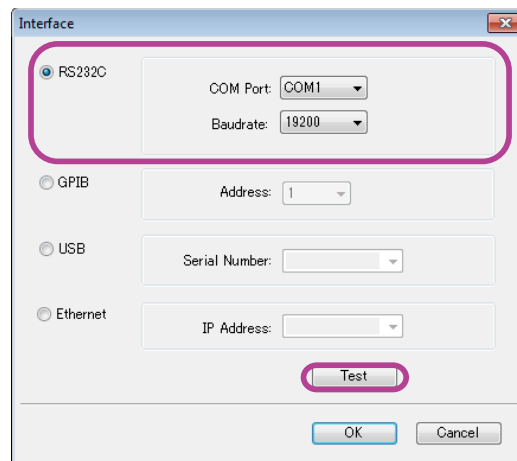 Interface
RS232C
COM Port: COM1
Baudrate: 19200
GPIB
Address: 1
USB
Serial Number:
Ethernet
IP Address:
Test
OK Cancel